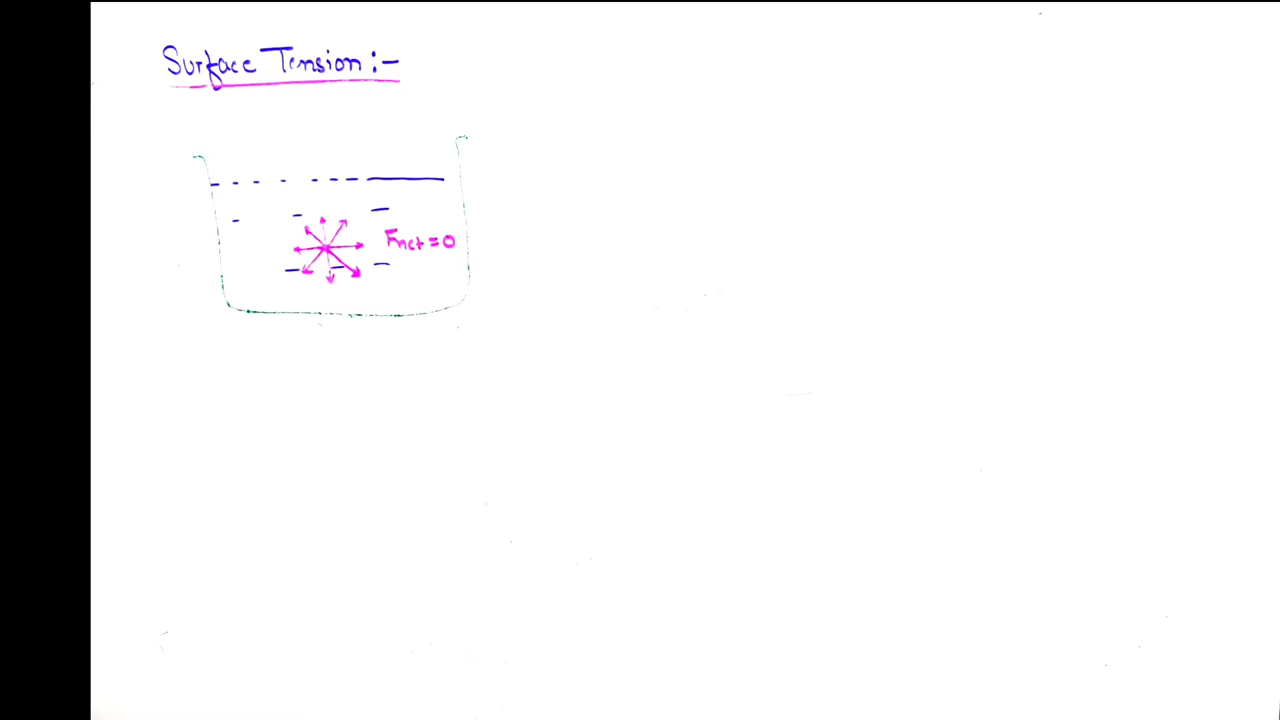 Surface Tension :-
Fnet = 0